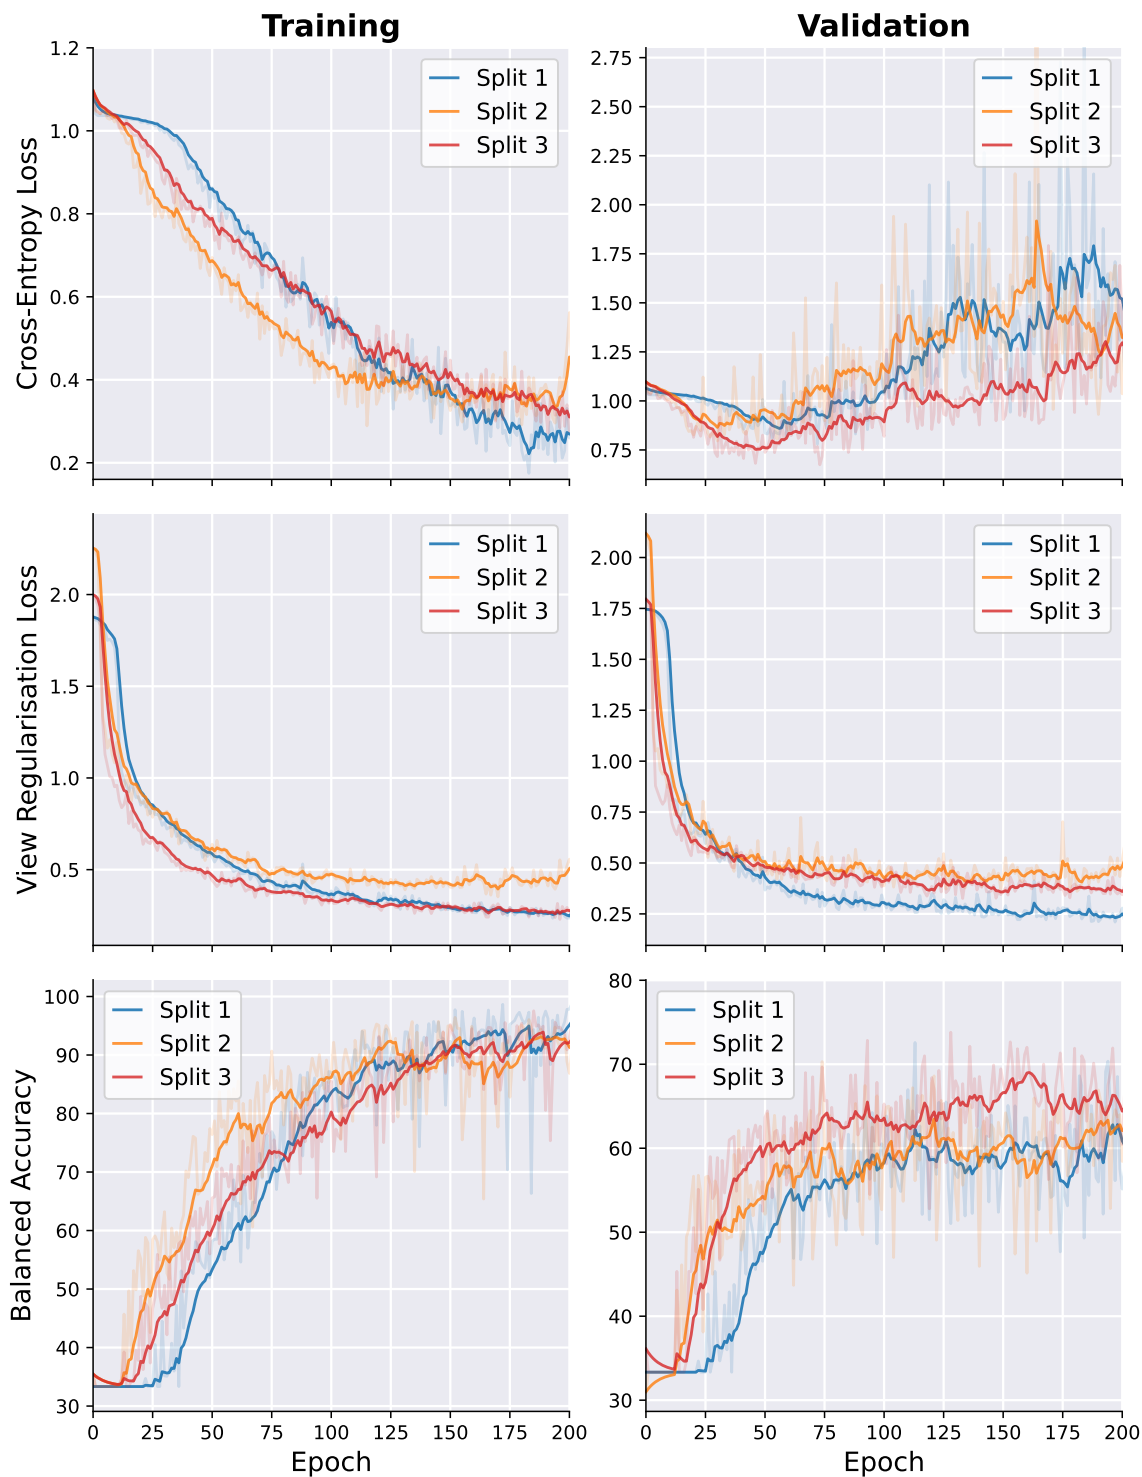 Training
Validation
Cross-Entropy Loss
1.2
1.0
0.8
0.6
0.4
0.2
Split 1
Split 2
Split 3
2.75
2.50
2.25
2.00
1.75
1.50
1.25
1.00
0.75
Split 1
Split 2
Split 3
View Regularisation Loss
2.0
1.5
1.0
0.5
Split 1
Split 2
Split 3
2.00
1.75
1.50
1.25
1.00
0.75
0.50
0.25
Split 1
Split 2
Split 3
Balanced Accuracy
100
90
80
70
60
50
40
30
Split 1
Split 2
Split 3
0 25 50 75 100 125 150 175 200
Epoch
80
70
60
50
40
30
Split 1
Split 2
Split 3
0 25 50 75 100 125 150 175 200
Epoch